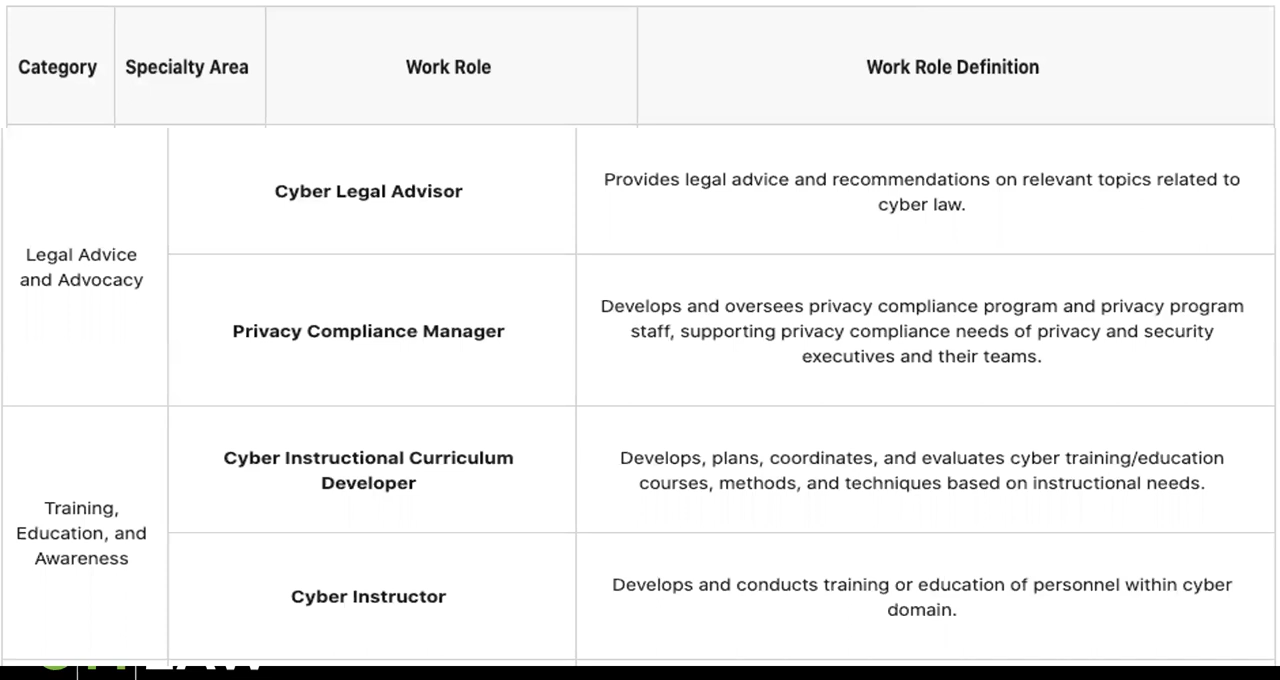 Category Specialty Area Work Role Work Role Definition
Legal Advice
and Advocacy
Cyber Legal Advisor
Provides legal advice and recommendations on relevant topics related to
cyber law.
Privacy Compliance Manager
Develops and oversees privacy compliance program and privacy program
staff, supporting privacy compliance needs of privacy and security
executives and their teams.
Training,
Education, and
Awareness
Cyber Instructional Curriculum
Developer
Develops, plans, coordinates, and evaluates cyber training/education
courses, methods, and techniques based on instructional needs.
Cyber Instructor
Develops and conducts training or education of personnel within cyber
domain.